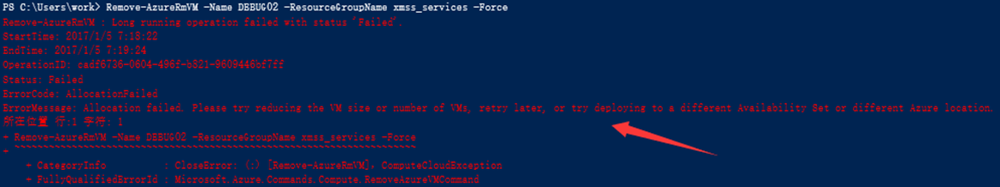 PS C:\Users\work> Remove-AzureRmVM -Name DEBUG02 -ResourceGroupName xmss_services -Force
Remove-AzureRmVM : Long running operation failed with status "Failed".
StartTime: 2017/1/5 7:18:22
EndTime: 2017/1/5 7:19:24
OperationID: cadf6736-0604-496f-b821-9609446bf7ff
Status: Failed
ErrorCode: AllocationFailed
ErrorMessage: Allocation failed. Please try reducing the VM size or number of VMs, retry later, or try deploying to a different Availability Set or different Azure location.
所在位置 行:1 字符: 1
+ Remove-AzureRmVM -Name DEBUG02 -ResourceGroupName xmss_services -Force
+ ~~~~~~~~~~~~~~~~~~~~~~~~~~~~~~~~~~~~~~~~~~~~~~~~~~~~~~~~~~~~~~~~~~~~~~
    + CategoryInfo          : CloseError: (:) [Remove-AzureRmVM], ComputeCloudException
    + FullyQualifiedErrorId : Microsoft.Azure.Commands.Compute.RemoveAzureVMCommand